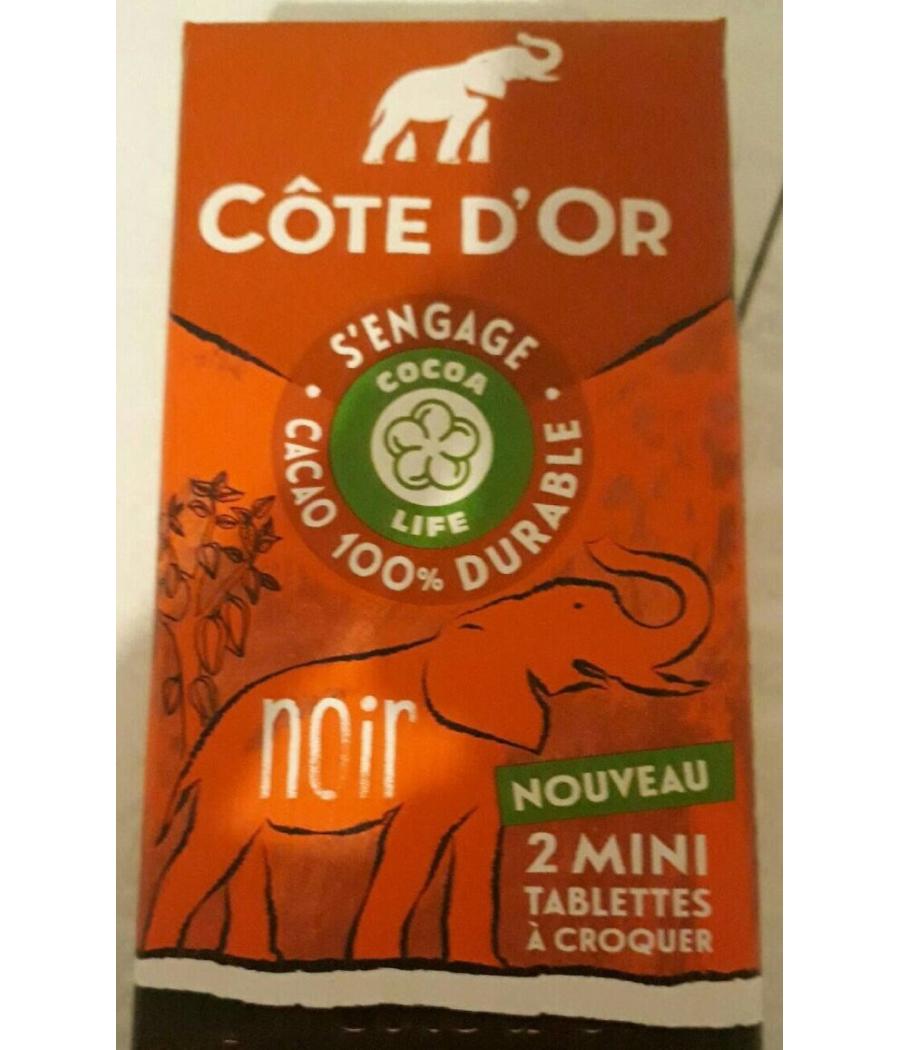 CÔTE D'OR
S'ENGAGE
COCOA
LIFE
• CACAO 100% DURABLE •
noir
NOUVEAU
2 MINI
TABLETTES
À CROQUER